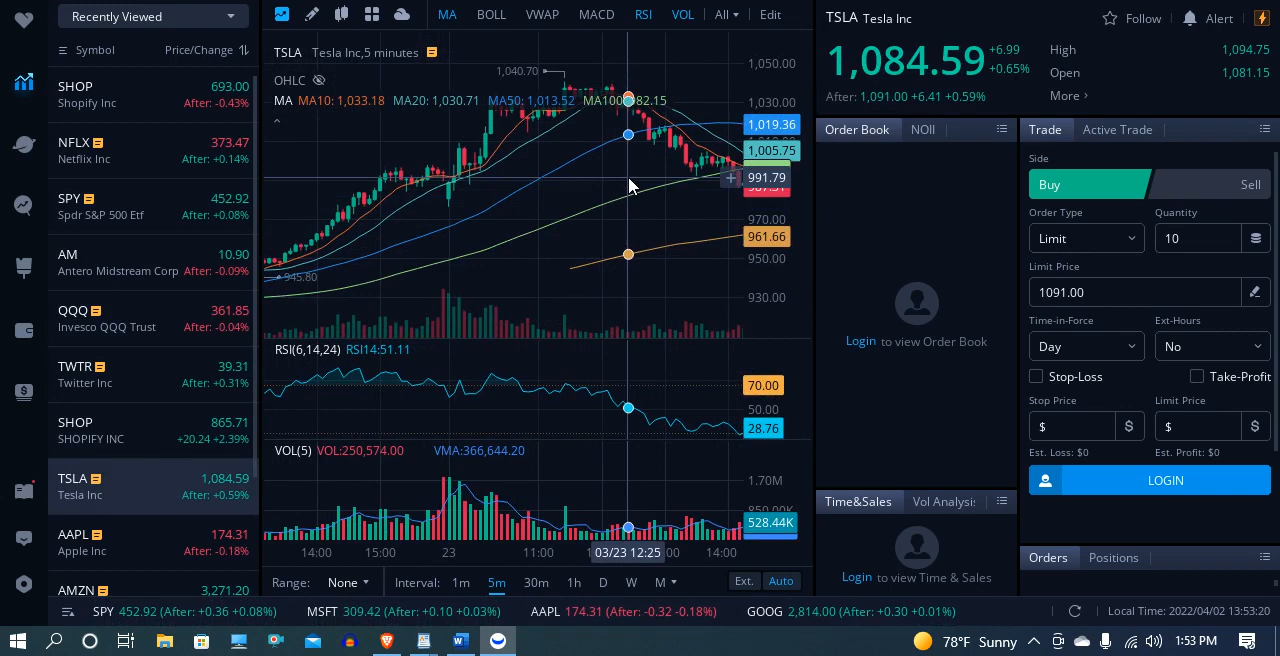 Recently Viewed
Symbol Price/Change
SHOP 693.00
Shopify Inc After: -0.43%
NFLX 373.47
Netflix Inc After: +0.14%
SPY 452.92
Spdr S&P 500 Etf After: +0.08%
AM 10.90
Antero Midstream Corp After: -0.09%
QQQ 361.85
Invesco QQQ Trust After: -0.04%
TWTR 39.31
Twitter Inc After: +0.31%
SHOP 865.71
SHOPIFY INC +20.24 +2.39%
TSLA 1,084.59
Tesla Inc After: +0.59%
AAPL 174.31
Apple Inc After: -0.18%
AMZN 3,271.20
MA BOLL VWAP MACD RSI VOL All Edit
TSLA Tesla Inc,5 minutes
OHLC
MA MA10: 1,033.18 MA20: 1,030.71 MA50: 1,013.52 MA100 82.15
1,040.70
945.80
1,050.00
1,030.00
1,019.36
1,005.75
991.79
970.00
961.66
950.00
930.00
RSI(6,14,24) RSI14:51.11
70.00
50.00
28.76
VOL(5) VOL:250,574.00 VMA:366,644.20
1.70M
850.00K
528.44K
14:00 15:00 23 11:00 03/23 12:25 :00 14:00
Range: None Interval: 1m 5m 30m 1h D W M Ext. Auto
TSLA Tesla Inc Follow Alert
1,084.59 +6.99 +0.65%
After: 1,091.00 +6.41 +0.59%
High 1,094.75
Open 1,081.15
More ›
Order Book NOII
Login to view Order Book
Time&Sales Vol Analysis
Login to view Time & Sales
Trade Active Trade
Side
Buy Sell
Order Type Quantity
Limit 10
Limit Price
1091.00
Time-in-Force Ext-Hours
Day No
Stop-Loss Take-Profit
Stop Price Limit Price
$ $ $ $
Est. Loss: $0 Est. Profit: $0
LOGIN
Orders Positions
SPY 452.92 (After: +0.36 +0.08%) MSFT 309.42 (After: +0.10 +0.03%) AAPL 174.31 (After: -0.32 -0.18%) GOOG 2,814.00 (After: +0.30 +0.01%) Local Time: 2022/04/02 13:53:20
78°F Sunny 1:53 PM